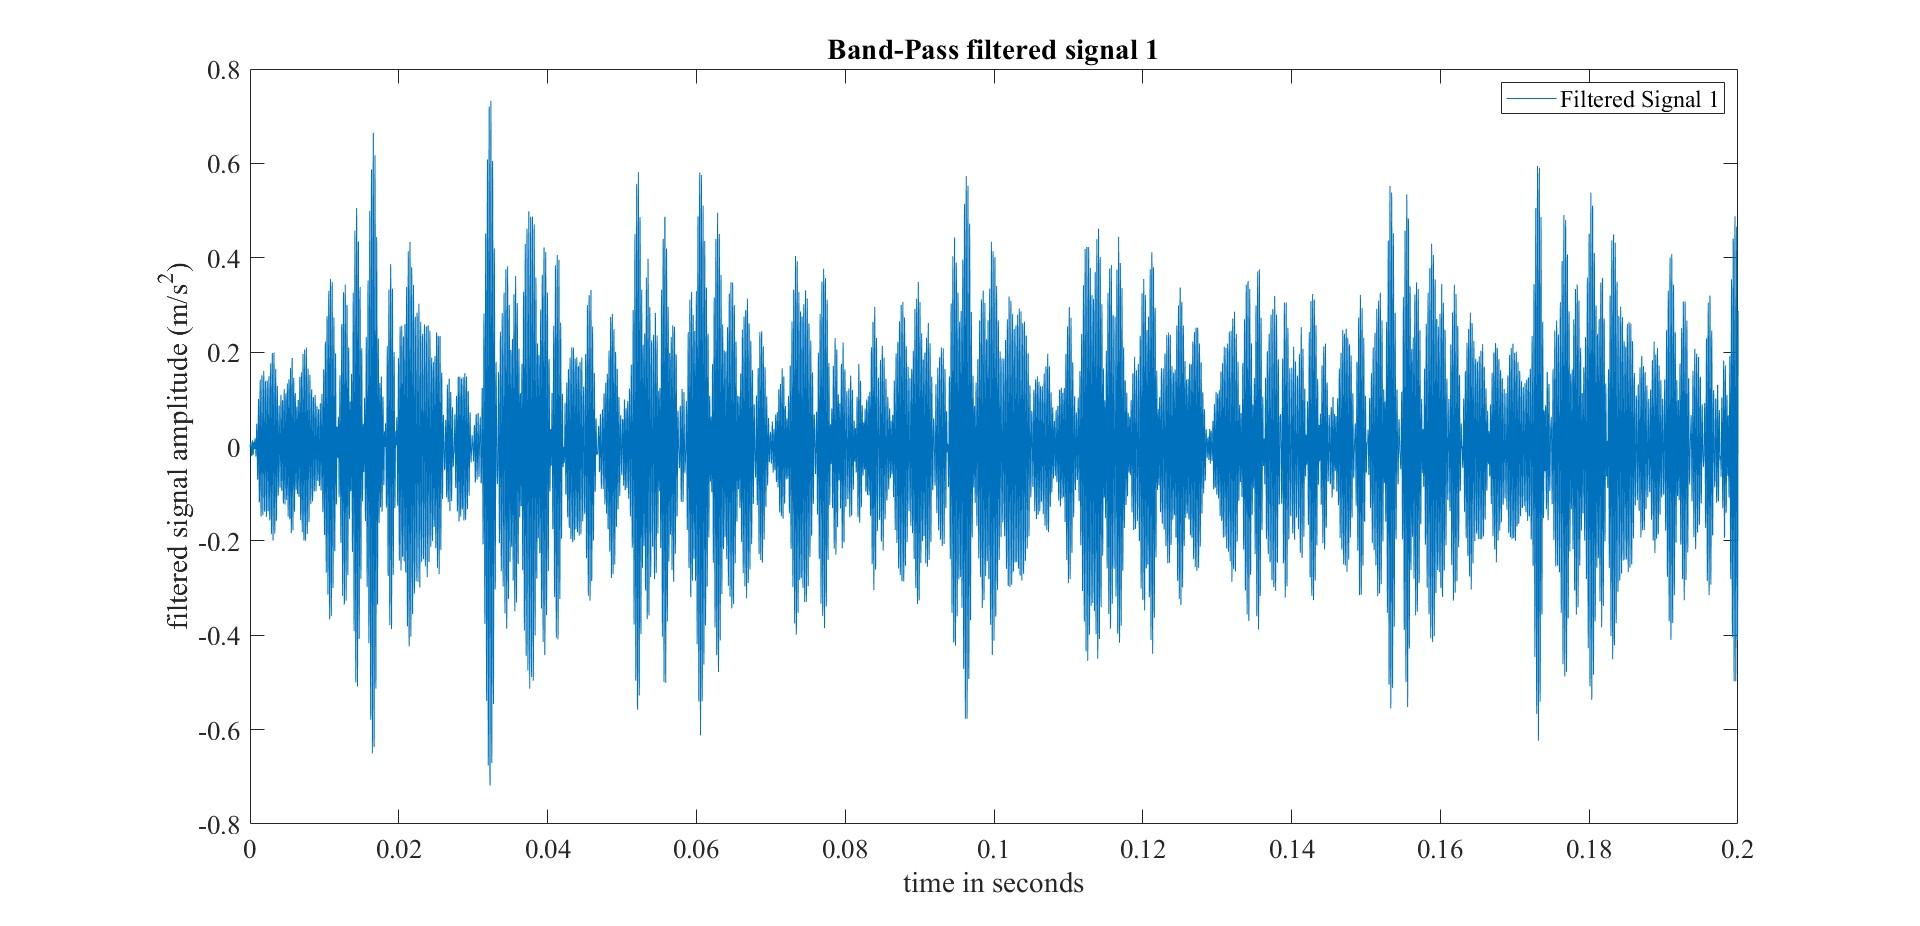 Band-Pass filtered signal 1
Filtered Signal 1
filtered signal amplitude (m/s²)
0.8
0.6
0.4
0.2
0
-0.2
-0.4
-0.6
-0.8
0 0.02 0.04 0.06 0.08 0.1 0.12 0.14 0.16 0.18 0.2
time in seconds